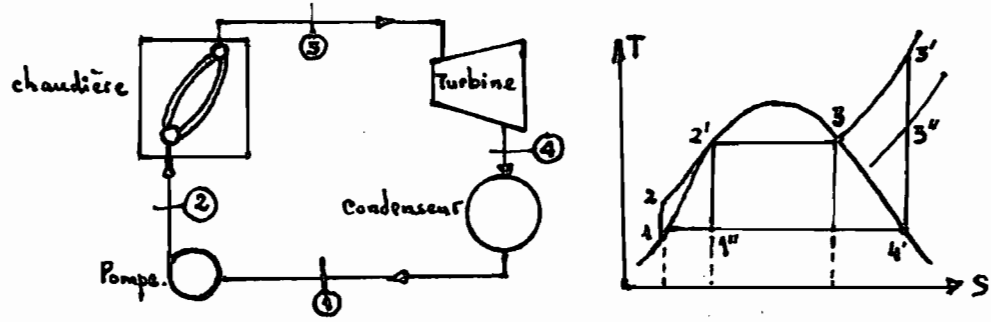 3
chaudière
Turbine
4
2
Condenseur
Pompe.
1
T
3'
3
2'
3"
2
1
1"
4'
S